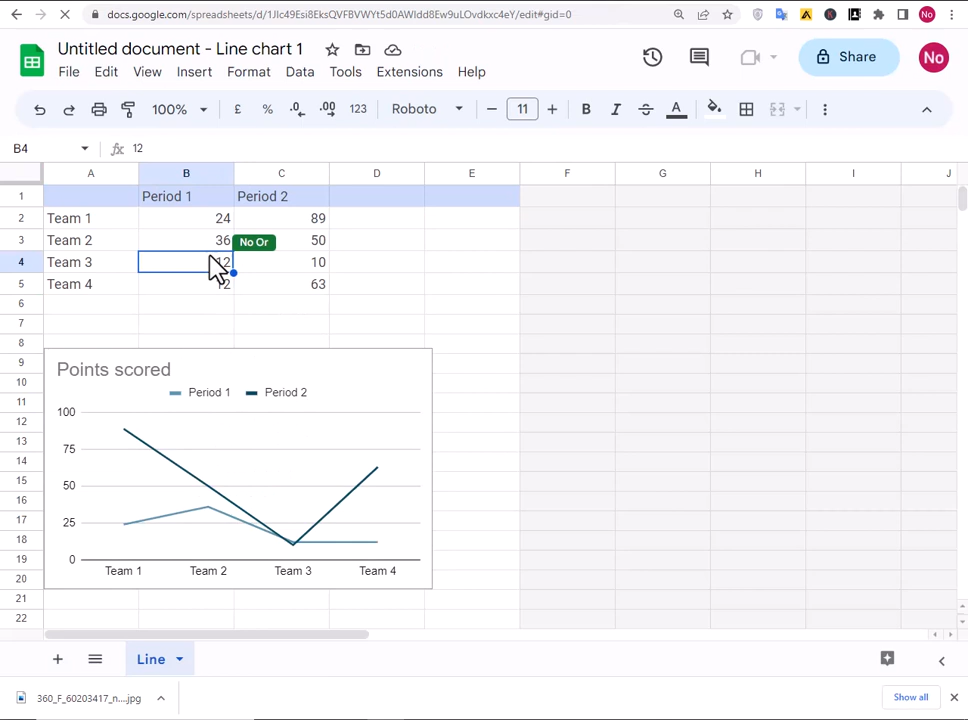 docs.google.com/spreadsheets/d/1Jlc49Esi8EksQVFBVWYt5d0AWIdd8Ew9uLOvdkxc4eY/edit#gid=0
No
Untitled document - Line chart 1
Share
No
File Edit View Insert Format Data Tools Extensions Help
100% £ % .0 .00 123 Roboto 11 B I A
B4 fx 12
A B C D E F G H I J
1 Period 1 Period 2
2 Team 1 24 89
3 Team 2 36 50
No Or
4 Team 3 12 10
5 Team 4 12 63
6
7
8
9
10
11
12
13
14
15
16
17
18
19
20
21
22
Points scored
Period 1 Period 2
100
75
50
25
0
Team 1 Team 2 Team 3 Team 4
Line
360_F_60203417_n....jpg
Show all